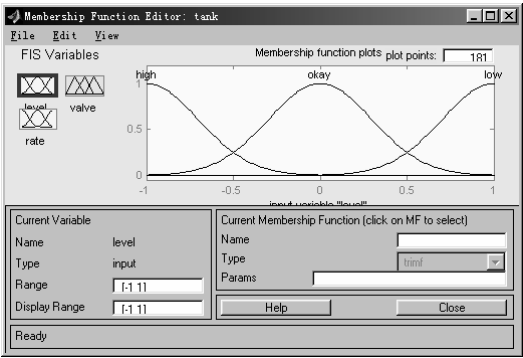 Membership Function Editor: tank
File Edit View
FIS Variables
Membership function plots plot points: 181
level valve
rate
high okay low
1
0.5
0
-1 -0.5 0 0.5 1
input variable "level"
Current Variable
Name level
Type input
Range [-1 1]
Display Range [-1 1]
Current Membership Function (click on MF to select)
Name
Type trimf
Params
Help Close
Ready